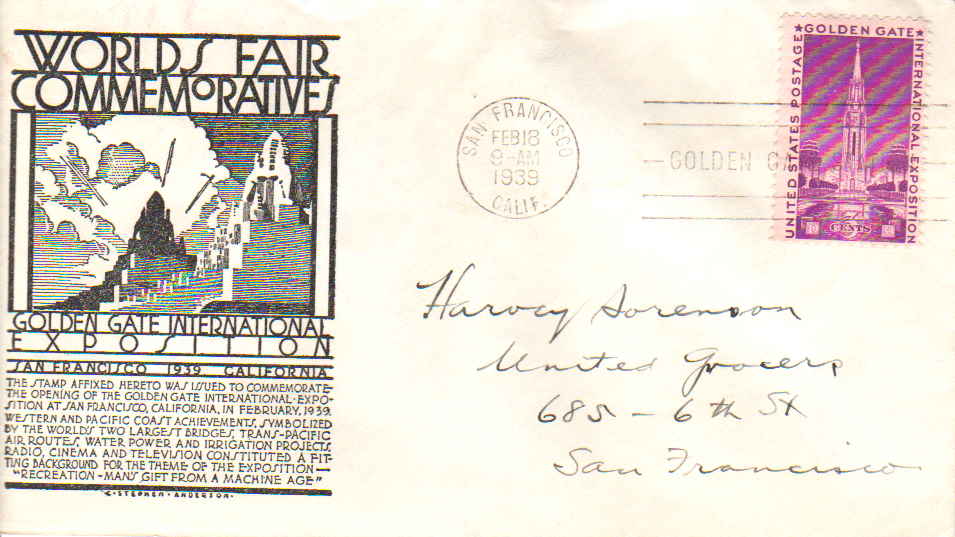 WORLDS FAIR
COMMEMORATIVES
GOLDEN GATE INTERNATIONAL
EXPOSITION
SAN FRANCISCO 1939 CALIFORNIA
THE STAMP AFFIXED HERETO WAS ISSUED TO COMMEMORATE
THE OPENING OF THE GOLDEN GATE INTERNATIONAL EXPO-
SITION AT SAN FRANCISCO, CALIFORNIA, IN FEBRUARY, 1939.
WESTERN AND PACIFIC COAST ACHIEVEMENTS, SYMBOLIZED
BY THE WORLD'S TWO LARGEST BRIDGES, TRANS-PACIFIC
AIR ROUTES, WATER POWER AND IRRIGATION PROJECTS,
RADIO, CINEMA AND TELEVISION CONSTITUTED A FIT-
TING BACKGROUND FOR THE THEME OF THE EXPOSITION—
"RECREATION-MAN'S GIFT FROM A MACHINE AGE"
·C·STEPHEN·ANDERSON·
SAN FRANCISCO
FEB 18
9-AM
1939
CALIF.
GOLDEN
UNITED STATES POSTAGE ★ GOLDEN GATE ★ INTERNATIONAL EXPOSITION
3
CENTS
Harvey Sorenson
United Grocers
685 - 6th St
San Francisco